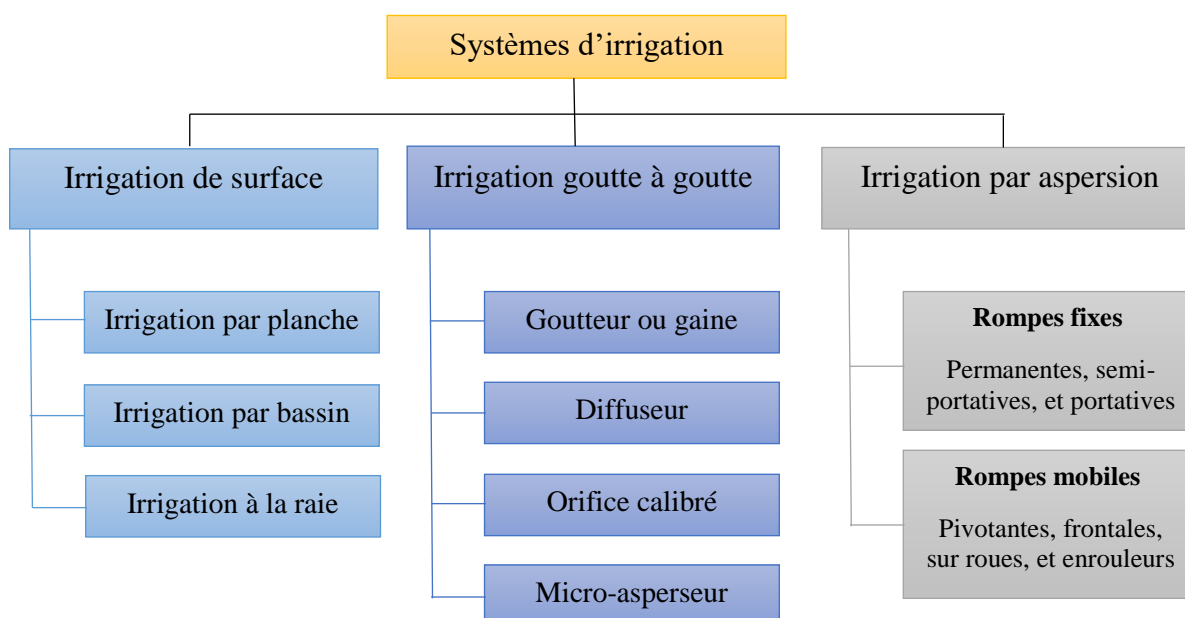 Systèmes d’irrigation
Irrigation de surface
Irrigation par planche
Irrigation par bassin
Irrigation à la raie
Irrigation goutte à goutte
Goutteur ou gaine
Diffuseur
Orifice calibré
Micro-asperseur
Irrigation par aspersion
Rompes fixes
Permanentes, semi-
portatives, et portatives
Rompes mobiles
Pivotantes, frontales,
sur roues, et enrouleurs